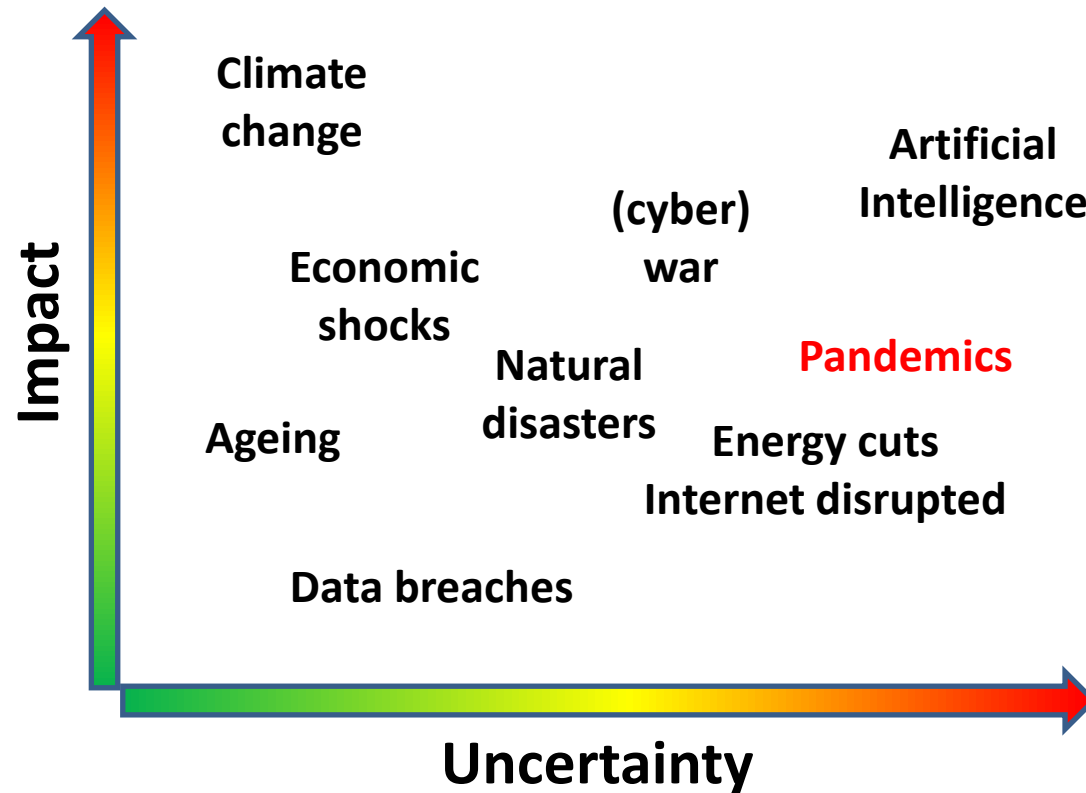 Climate
change
Artificial
Intelligence
(cyber)
war
Economic
shocks
Natural
disasters
Pandemics
Ageing
Energy cuts
Internet disrupted
Data breaches
Impact
Uncertainty